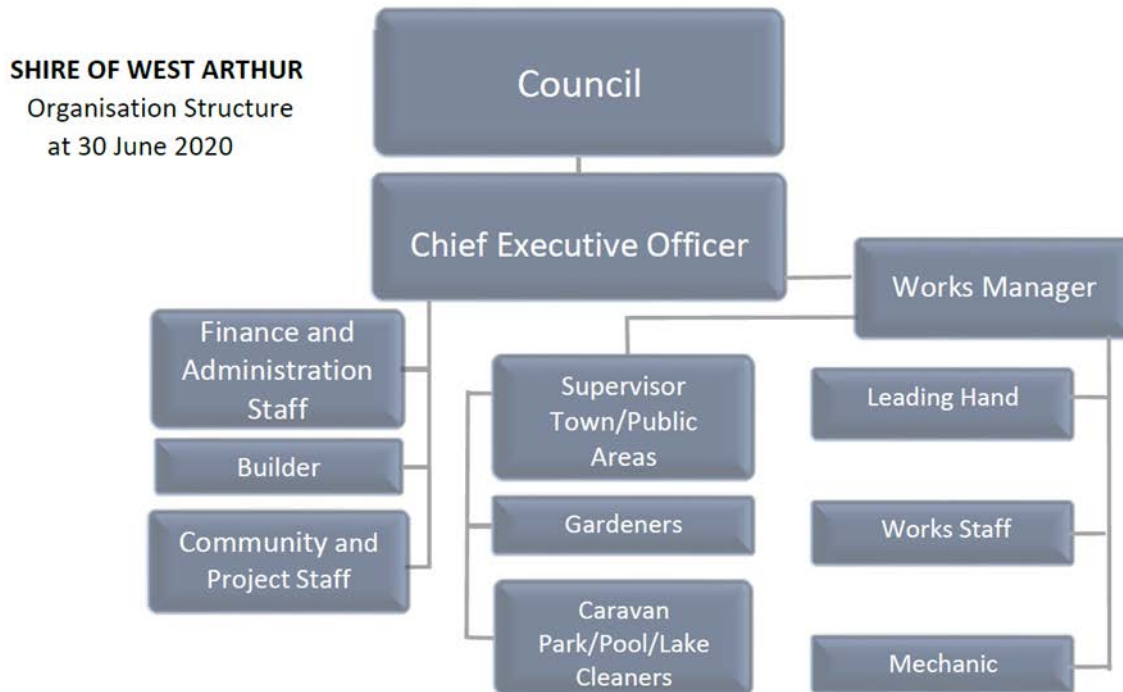 SHIRE OF WEST ARTHUR
Organisation Structure
at 30 June 2020
Council
Chief Executive Officer
Works Manager
Finance and
Administration
Staff
Builder
Community and
Project Staff
Supervisor
Town/Public
Areas
Gardeners
Caravan
Park/Pool/Lake
Cleaners
Leading Hand
Works Staff
Mechanic